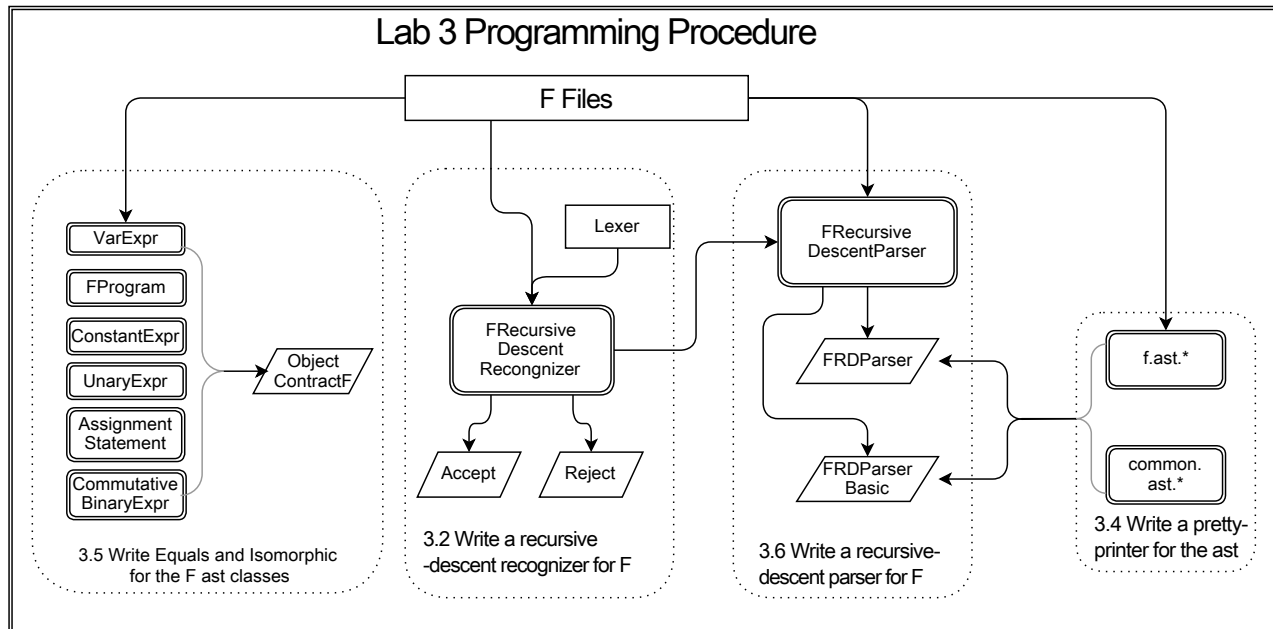 Lab 3 Programming Procedure
F Files
VarExpr
FProgram
ConstantExpr
UnaryExpr
Assignment
Statement
Commutative
BinaryExpr
Object
ContractF
3.5 Write Equals and Isomorphic
for the F ast classes
Lexer
FRecursive
Descent
Recongnizer
Accept
Reject
3.2 Write a recursive
-descent recognizer for F
FRecursive
DescentParser
FRDParser
FRDParser
Basic
3.6 Write a recursive-
descent parser for F
f.ast.*
common.
ast.*
3.4 Write a pretty-
printer for the ast